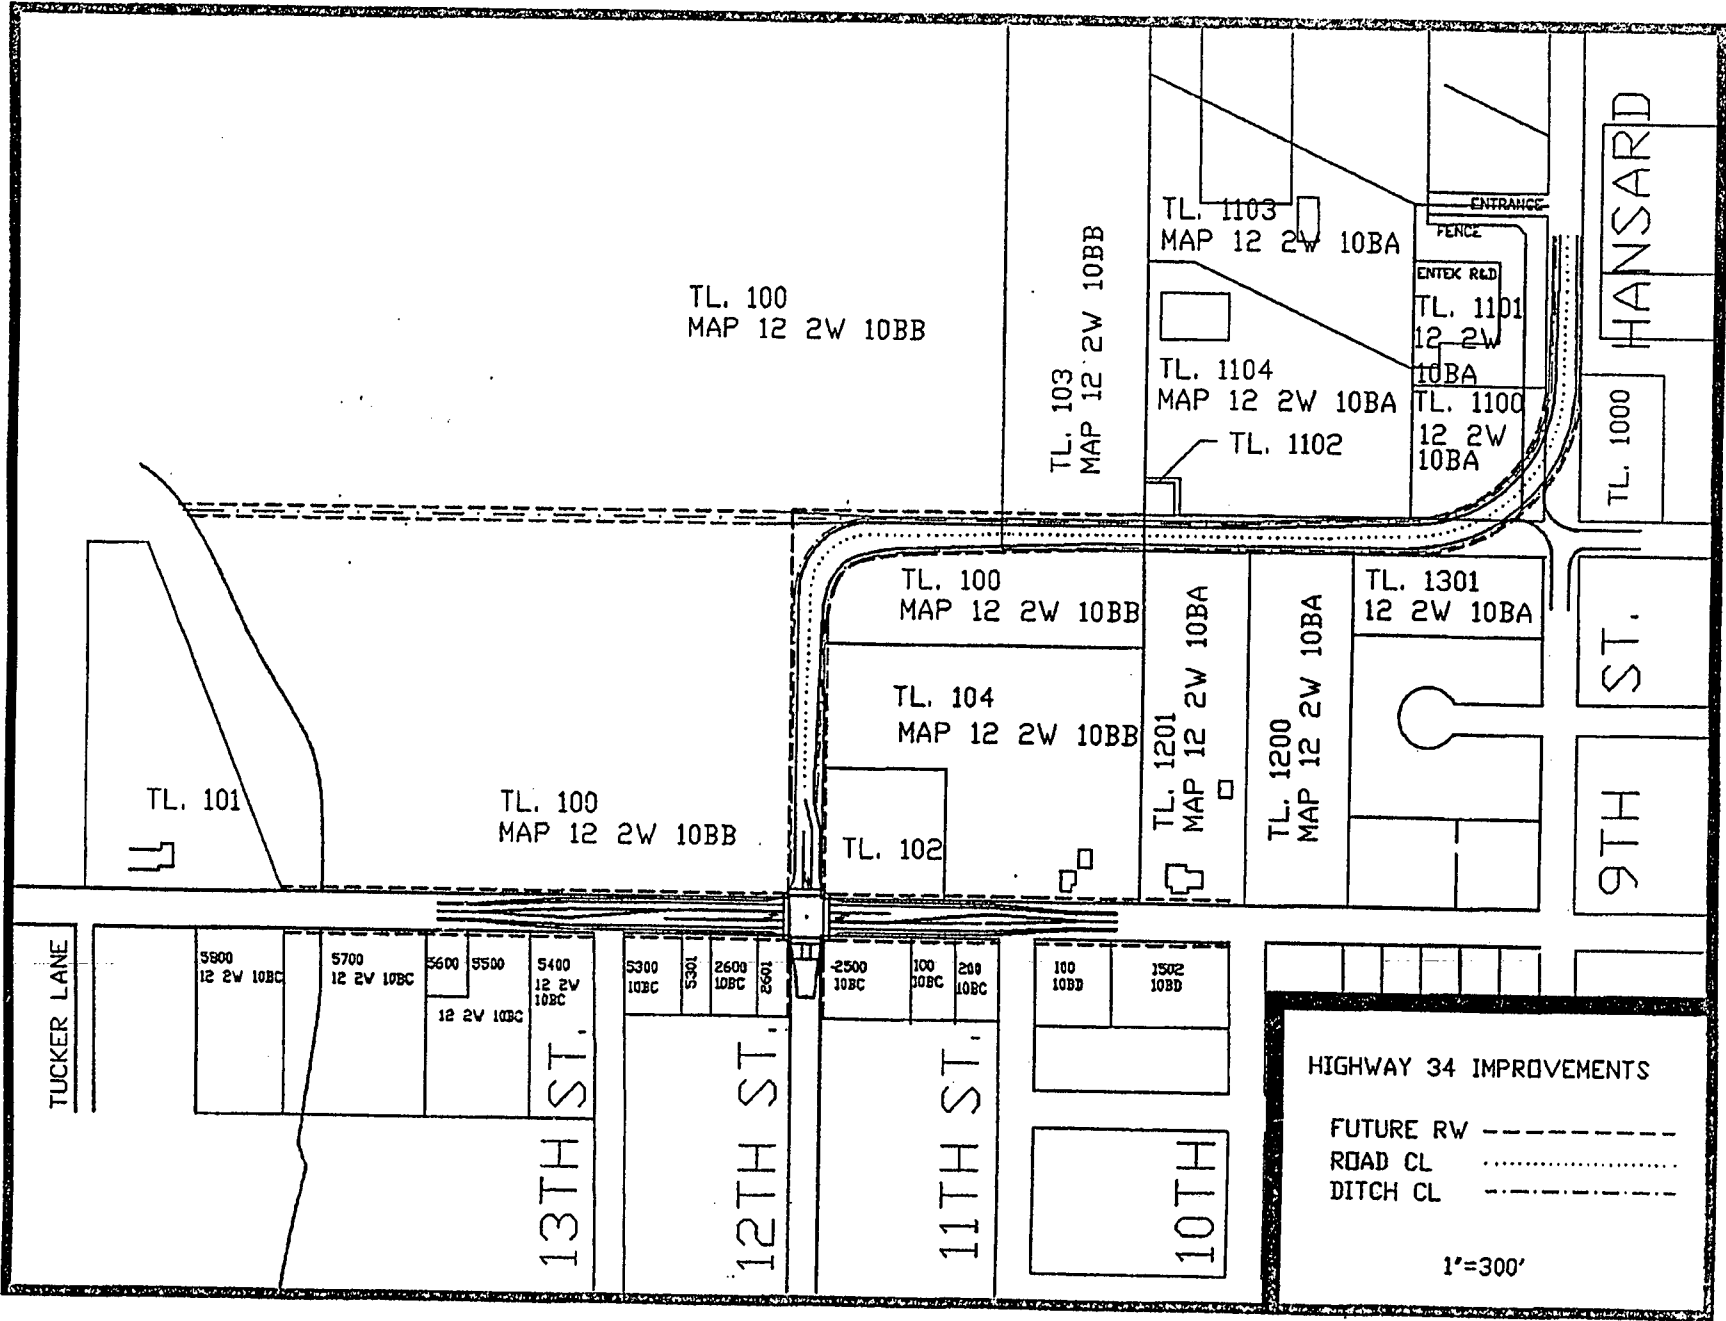 TL. 100
MAP 12 2W 10BB
TL. 103
MAP 12 2W 10BB
TL. 1103
MAP 12 2W 10BA
ENTRANCE
FENCE
ENTEK R&D
TL. 1101
12 2W
10BA
TL. 1104
MAP 12 2W 10BA
TL. 1100
12 2W
10BA
TL. 1102
HANSARD
TL. 1000
TL. 100
MAP 12 2W 10BB
TL. 1301
12 2W 10BA
TL. 104
MAP 12 2W 10BB
TL. 1201
MAP 12 2W 10BA
TL. 1200
MAP 12 2W 10BA
9TH ST.
TL. 101
TL. 100
MAP 12 2W 10BB
TL. 102
TUCKER LANE
5800
12 2W 10BC
5700
12 2W 10BC
5600
5500
12 2W 10BC
5400
12 2W
10BC
5300
10BC
5301
2600
10BC
2601
2500
10BC
100
10BC
200
10BC
100
10BD
1502
10BD
13TH ST.
12TH ST.
11TH ST.
10TH
HIGHWAY 34 IMPROVEMENTS
FUTURE RW
ROAD CL
DITCH CL
1"=300'